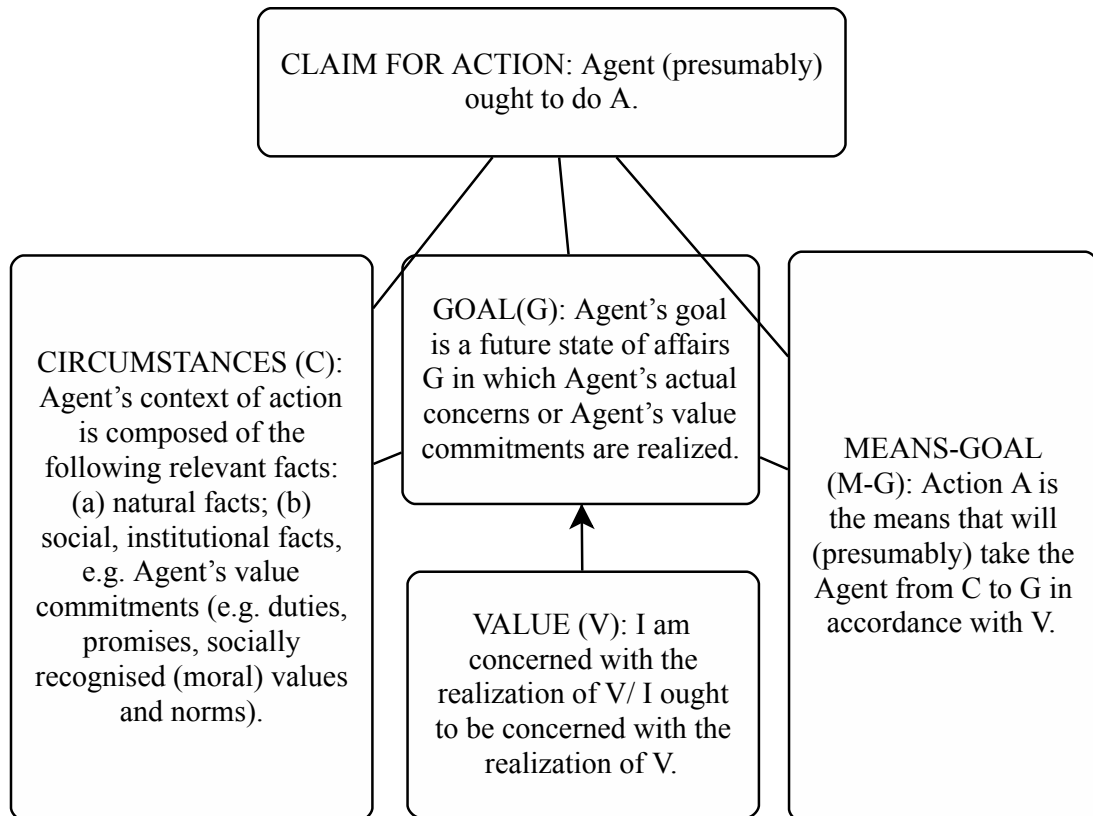 CLAIM FOR ACTION: Agent (presumably)
ought to do A.
CIRCUMSTANCES (C):
Agent’s context of action
is composed of the
following relevant facts:
(a) natural facts; (b)
social, institutional facts,
e.g. Agent’s value
commitments (e.g. duties,
promises, socially
recognised (moral) values
and norms).
GOAL(G): Agent’s goal
is a future state of affairs
G in which Agent’s actual
concerns or Agent’s value
commitments are realized.
VALUE (V): I am
concerned with the
realization of V/ I ought
to be concerned with the
realization of V.
MEANS-GOAL
(M-G): Action A is
the means that will
(presumably) take the
Agent from C to G in
accordance with V.